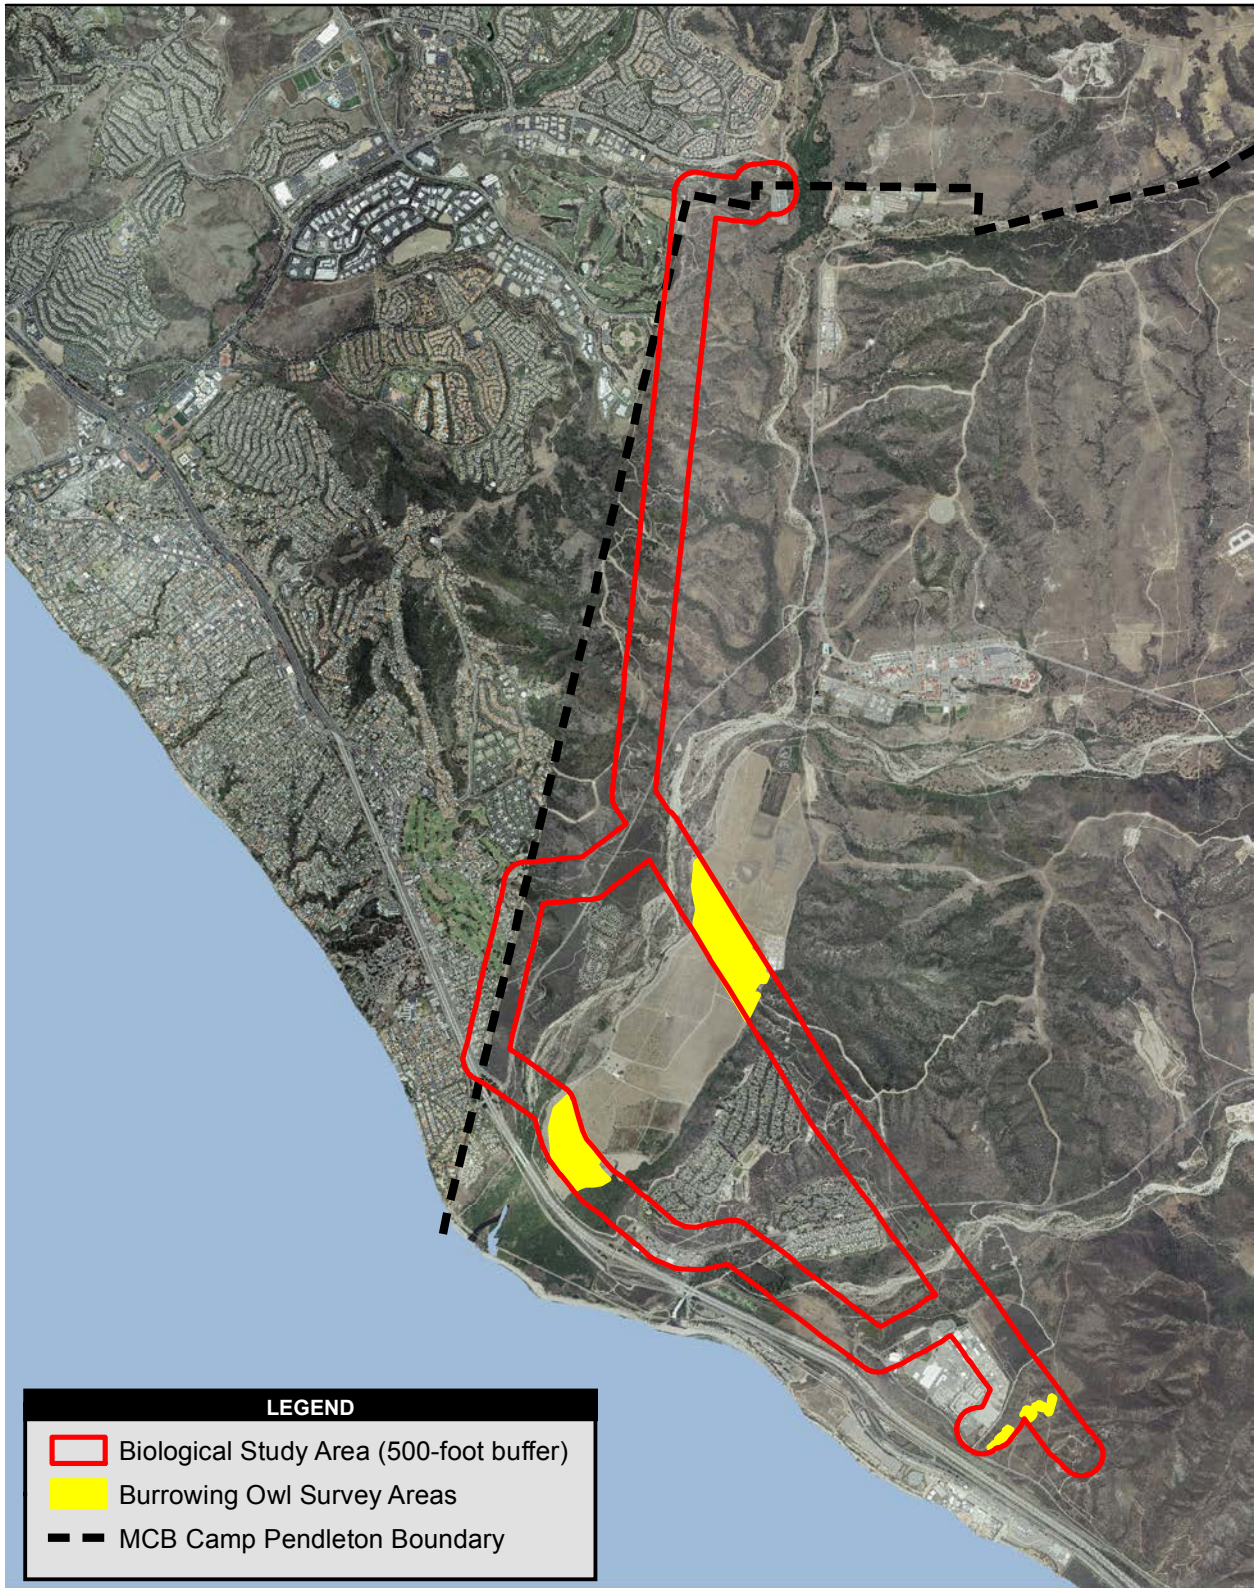 LEGEND
Biological Study Area (500-foot buffer)
Burrowing Owl Survey Areas
MCB Camp Pendleton Boundary